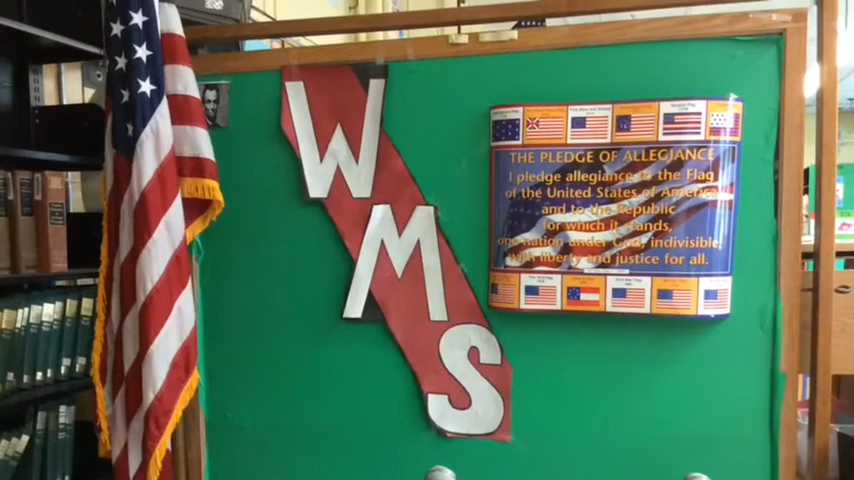 W
M
S
THE PLEDGE OF ALLEGIANCE
I pledge allegiance to the Flag
of the United States of America
and to the Republic
for which it stands,
one nation under God, indivisible
with liberty and justice for all.